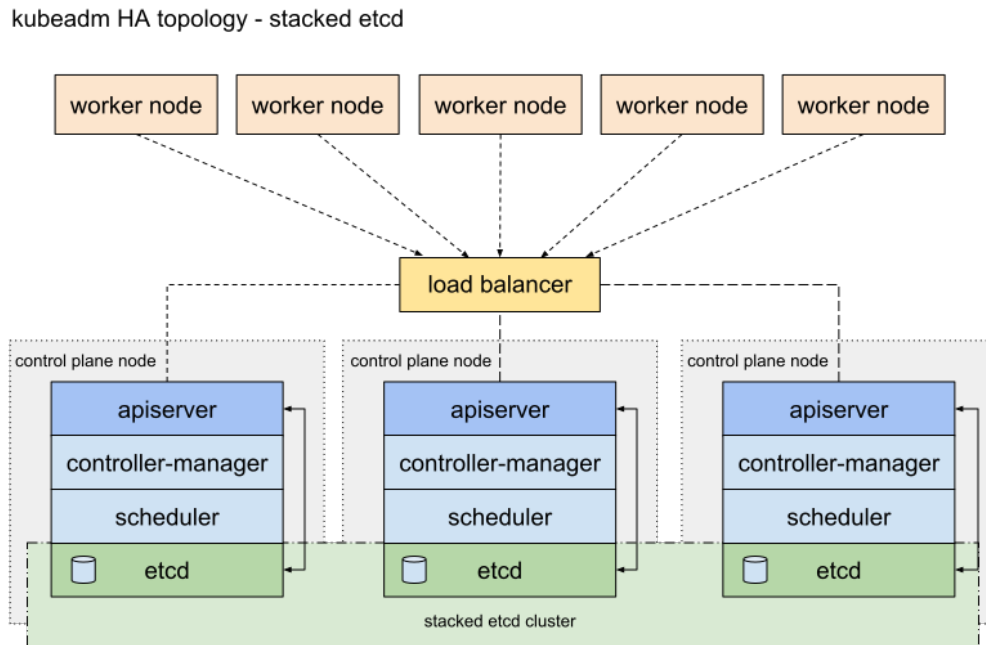 kubeadm HA topology - stacked etcd
worker node
worker node
worker node
worker node
worker node
load balancer
control plane node
apiserver
controller-manager
scheduler
etcd
control plane node
apiserver
controller-manager
scheduler
etcd
control plane node
apiserver
controller-manager
scheduler
etcd
stacked etcd cluster